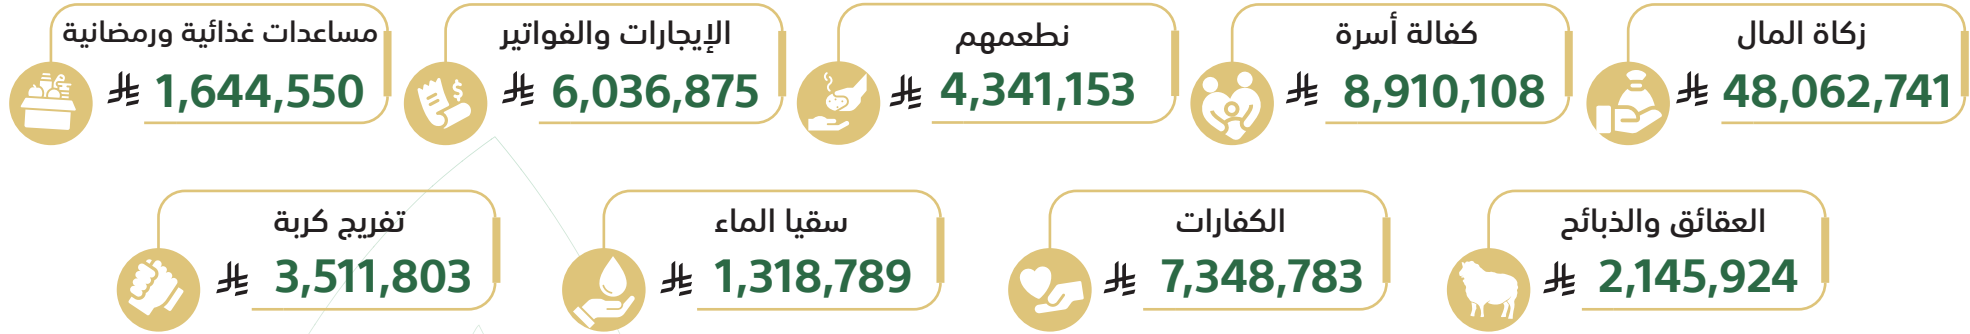 زكاة المال
48,062,741
كفالة أسرة
8,910,108
نطعمهم
4,341,153
الإيجارات والفواتير
6,036,875
مساعدات غذائية ورمضانية
1,644,550
العقائق والذبائح
2,145,924
الكفارات
7,348,783
سقيا الماء
1,318,789
تفريج كربة
3,511,803